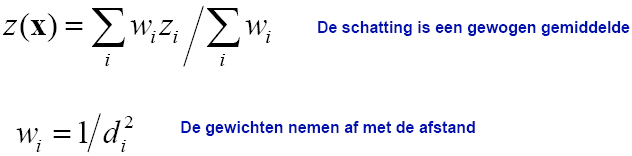 z(x) = ∑ᵢ wᵢzᵢ / ∑ᵢ wᵢ De schatting is een gewogen gemiddelde
wᵢ = 1/dᵢ² De gewichten nemen af met de afstand